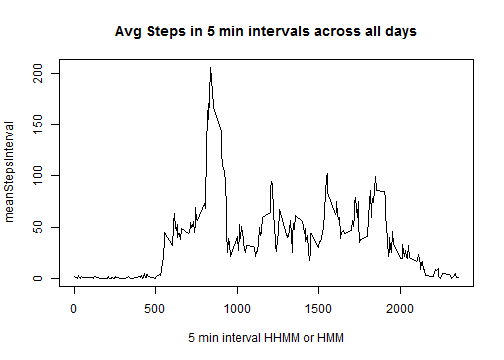 Avg Steps in 5 min intervals across all days
meanStepsInterval
200
150
100
50
0
0 500 1000 1500 2000
5 min interval HHMM or HMM